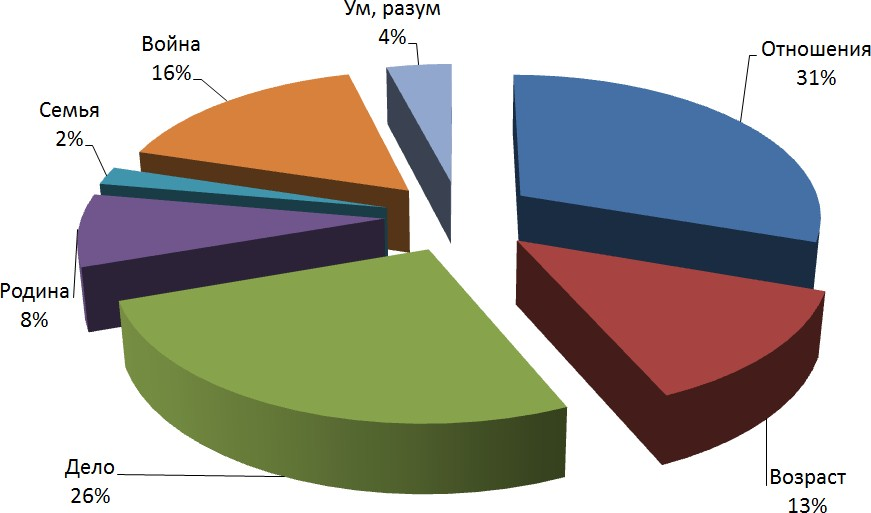 Ум, разум
4%
Отношения
31%
Война
16%
Семья
2%
Родина
8%
Дело
26%
Возраст
13%